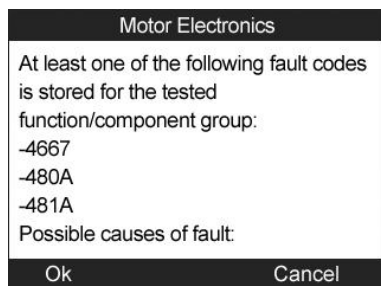 Motor Electronics
At least one of the following fault codes
is stored for the tested
function/component group:
-4667
-480A
-481A
Possible causes of fault:
Ok Cancel